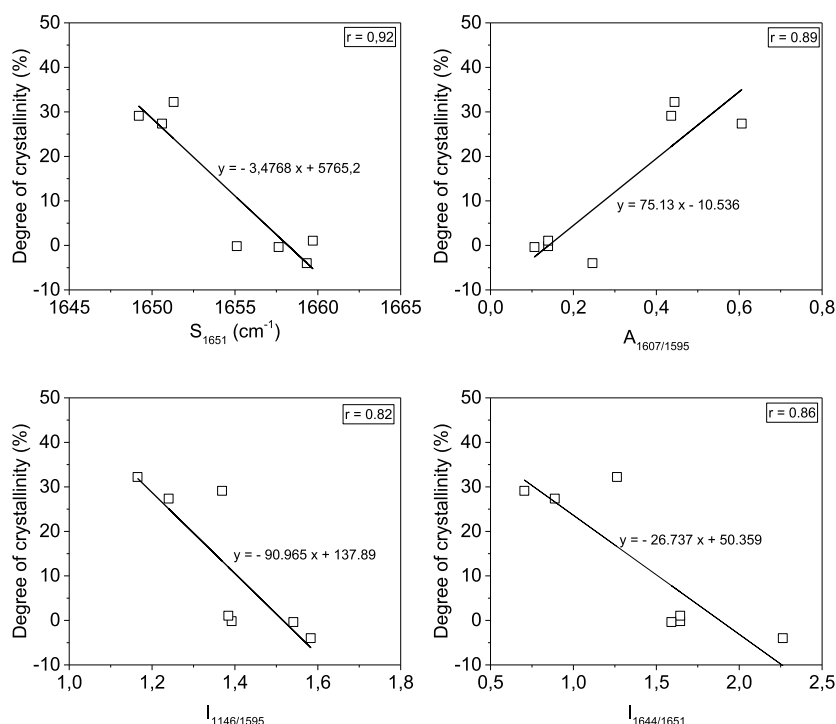 50
40
30
20
10
0
-10
Degree of crystallinity (%)
r = 0,92
y = - 3,4768 x + 5765,2
1645 1650 1655 1660 1665
S1651 (cm-1)
50
40
30
20
10
0
-10
Degree of crystallinity (%)
r = 0.89
y = 75.13 x - 10.536
0,0 0,2 0,4 0,6 0,8
A1607/1595
50
40
30
20
10
0
-10
Degree of crystallinity (%)
r = 0.82
y = - 90.965 x + 137.89
1,0 1,2 1,4 1,6 1,8
I1146/1595
50
40
30
20
10
0
-10
Degree of crystallinity (%)
r = 0.86
y = - 26.737 x + 50.359
0,5 1,0 1,5 2,0 2,5
I1644/1651